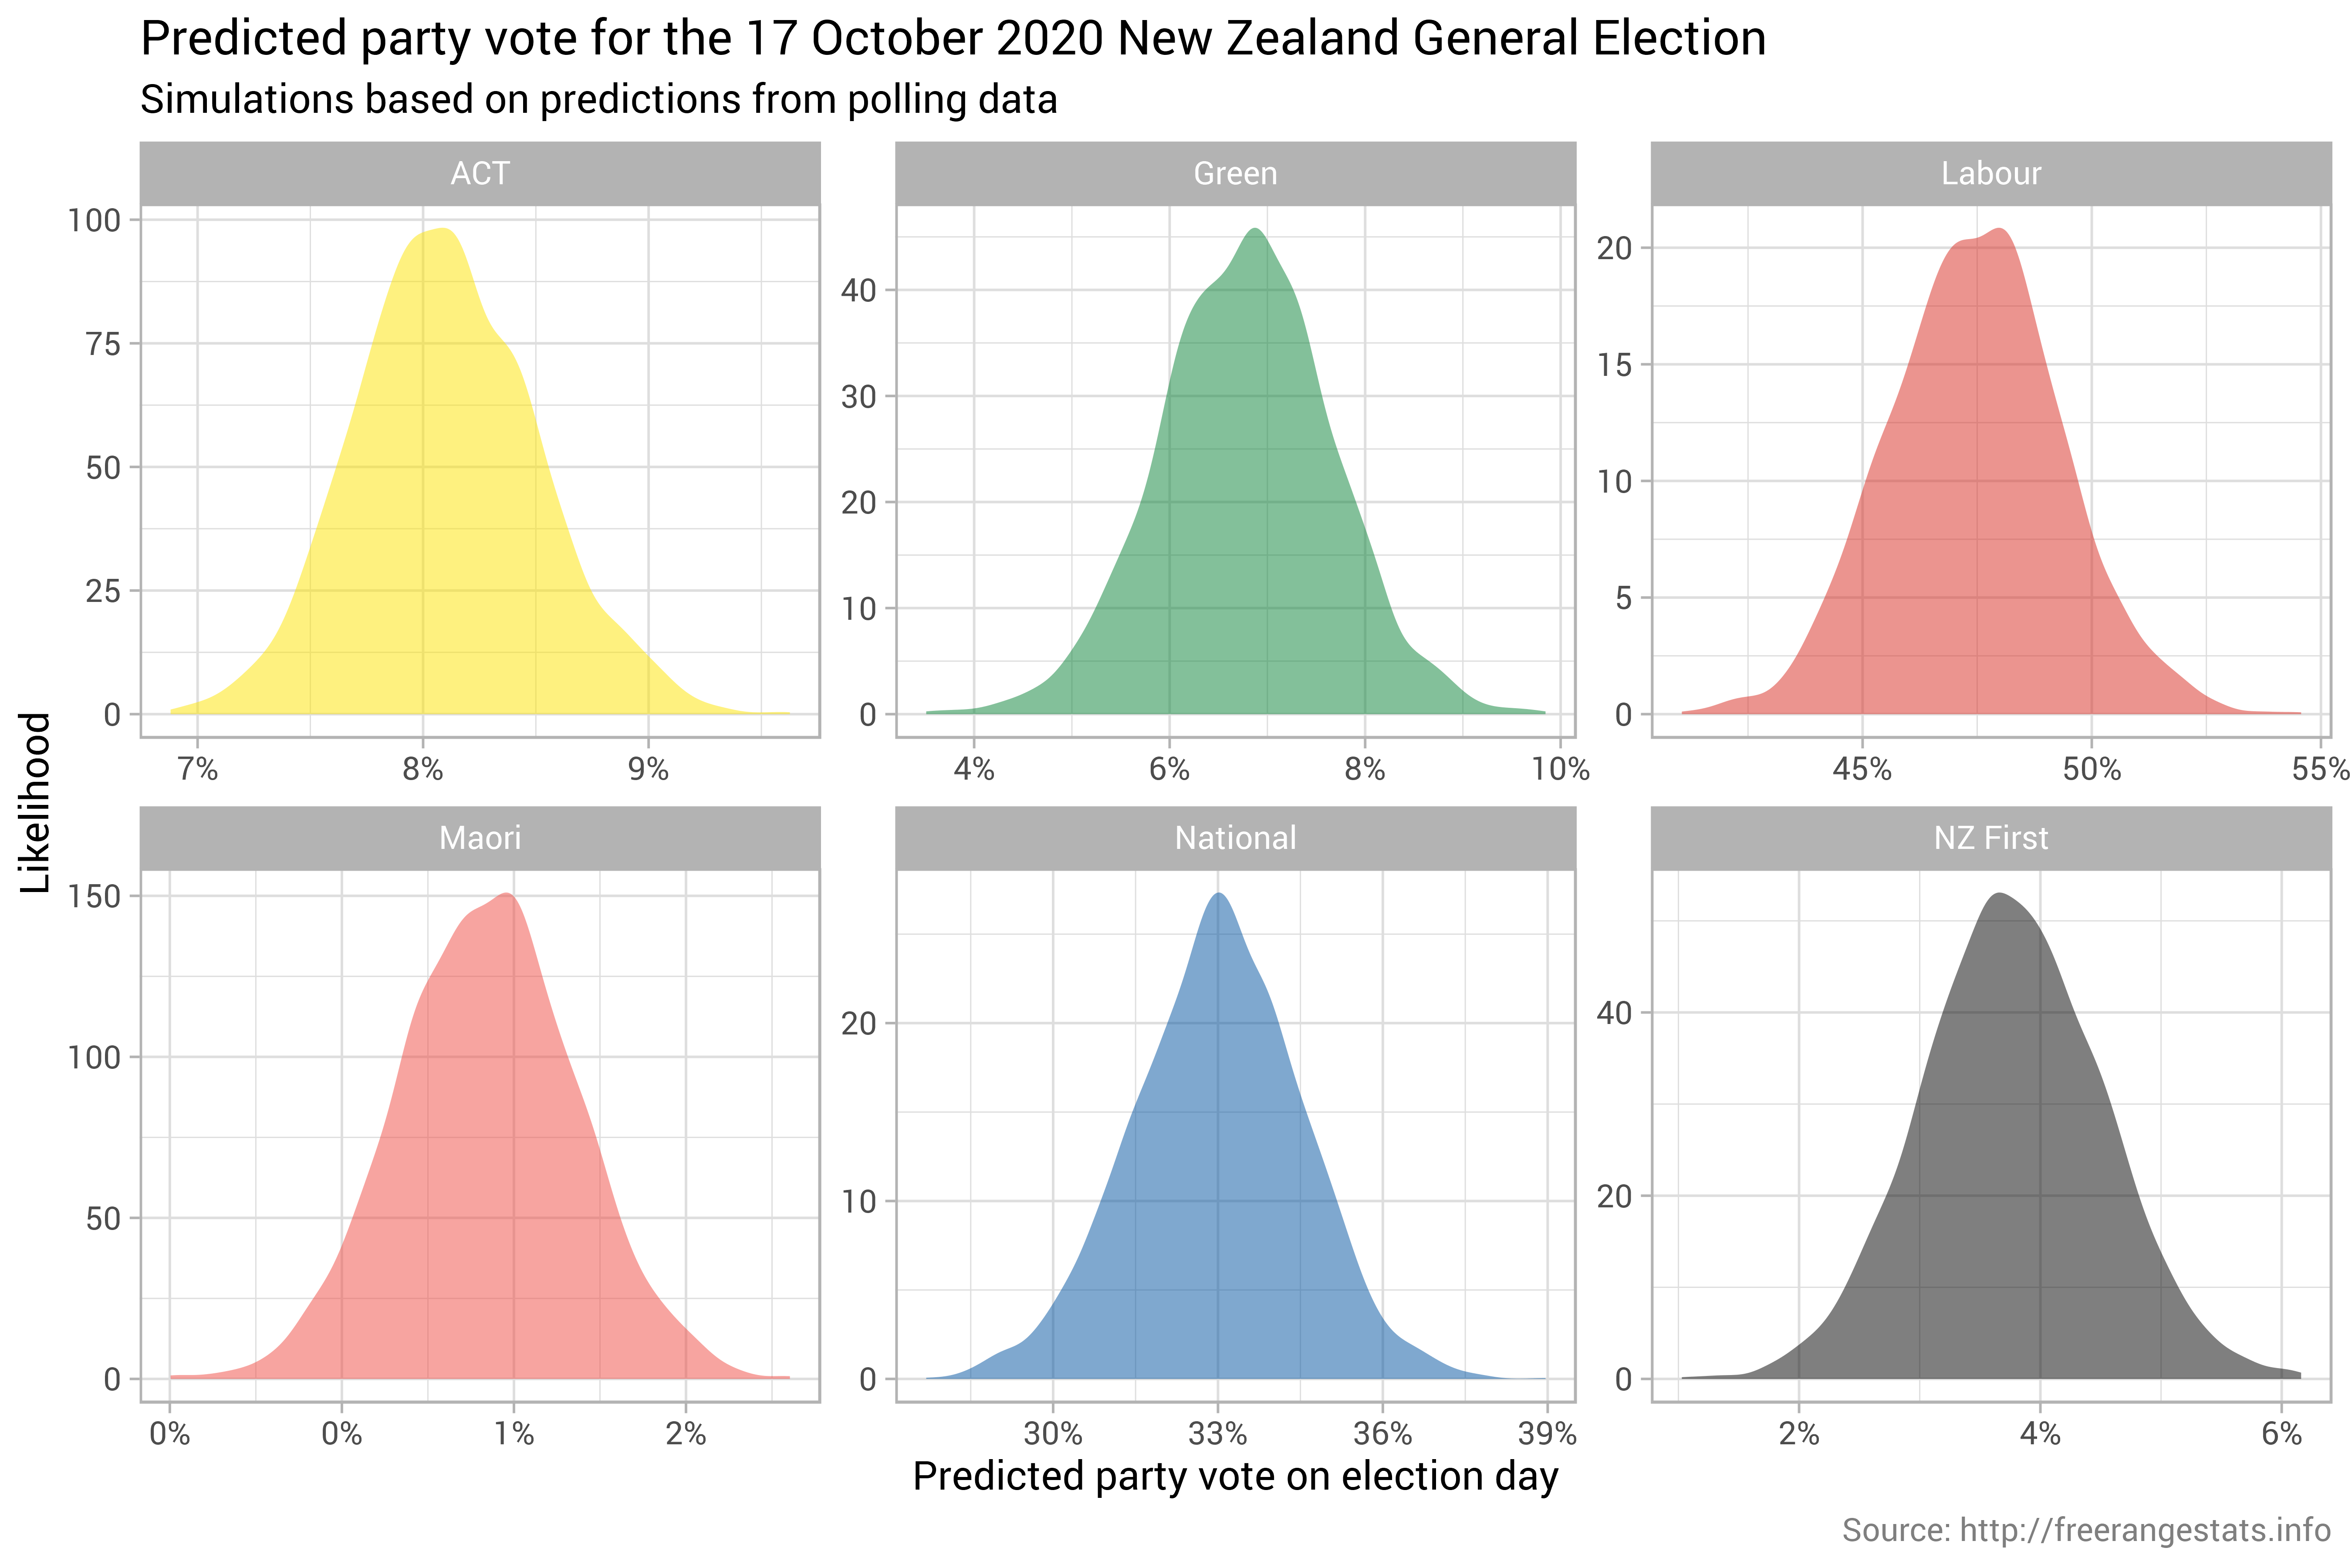 Predicted party vote for the 17 October 2020 New Zealand General Election
Simulations based on predictions from polling data
ACT
Green
Labour
100
75
50
25
0
7% 8% 9%
40
30
20
10
0
4% 6% 8% 10%
20
15
10
5
0
45% 50% 55%
Likelihood
Maori
National
NZ First
150
100
50
0
0% 0% 1% 2%
20
10
0
30% 33% 36% 39%
40
20
0
2% 4% 6%
Predicted party vote on election day
Source: http://freerangestats.info